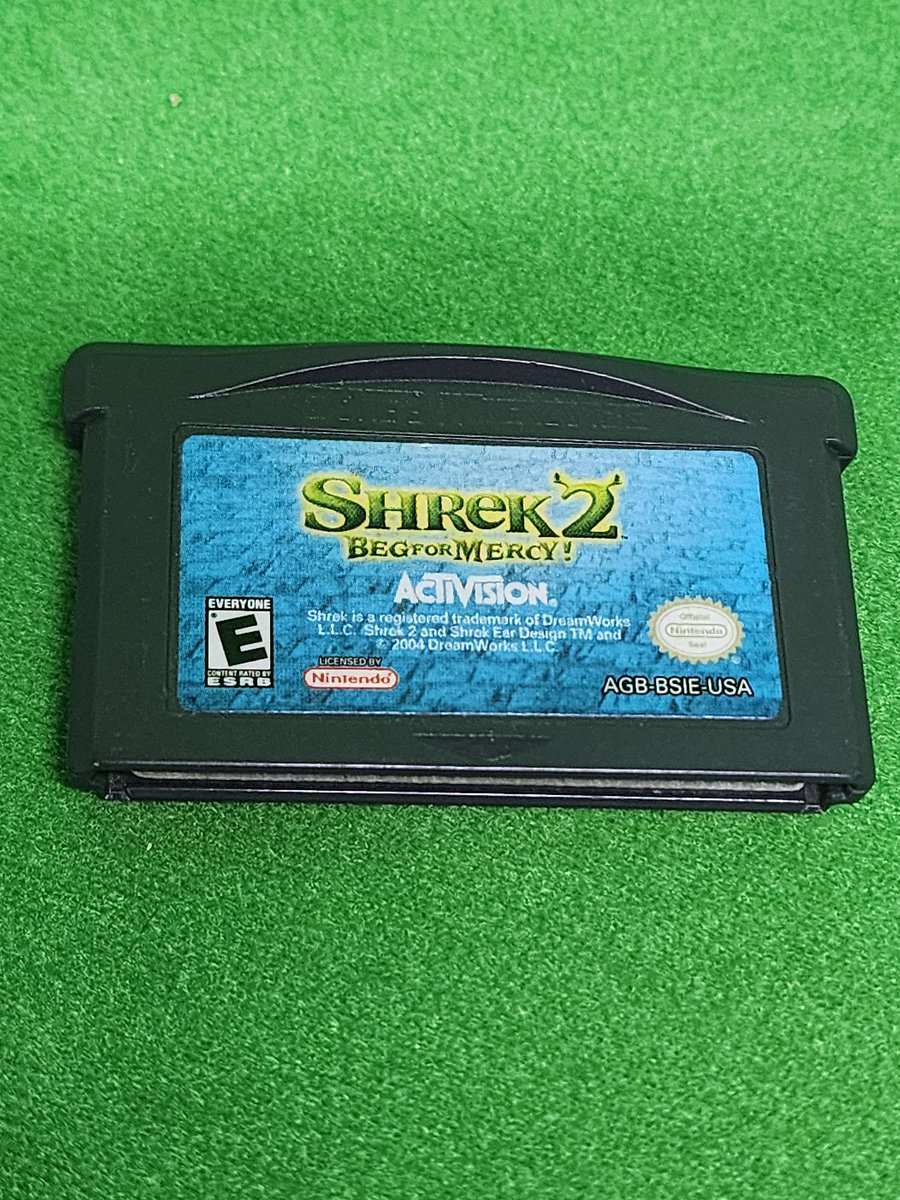 SHREK 2™
BEG FOR MERCY!
ACTIVISION®
Shrek is a registered trademark of DreamWorks
L.L.C. Shrek 2 and Shrek Ear Design TM and
© 2004 DreamWorks L.L.C.
EVERYONE
E
CONTENT RATED BY
ESRB
LICENSED BY
Nintendo
Official
Nintendo
Seal
AGB-BSIE-USA